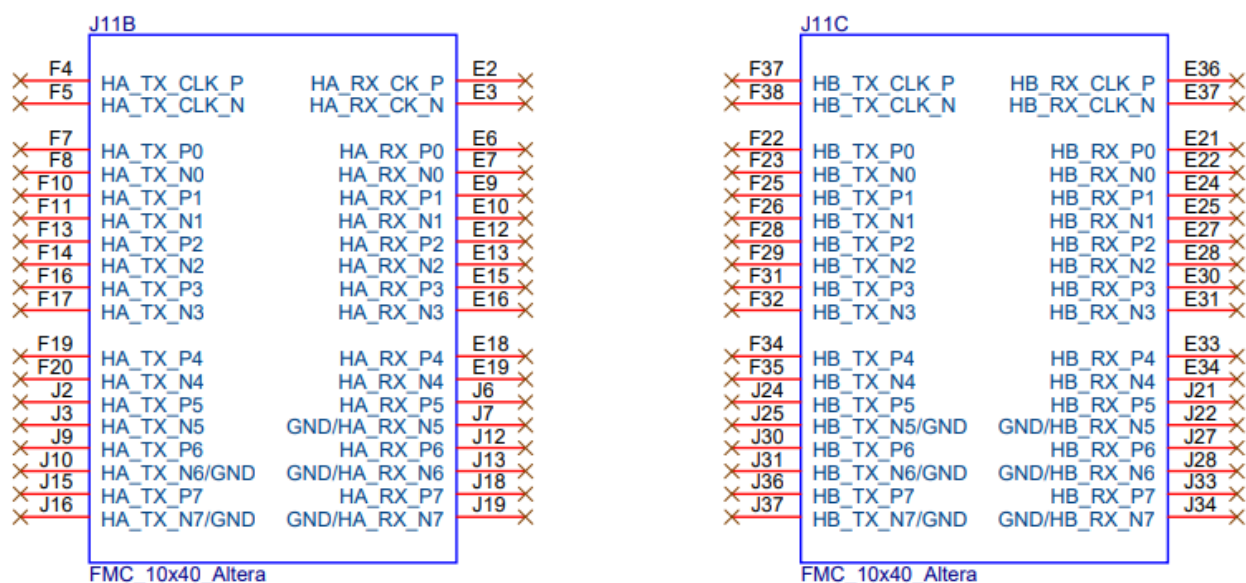 J11B
F4 HA_TX_CLK_P HA_RX_CK_P E2
F5 HA_TX_CLK_N HA_RX_CK_N E3
F7 HA_TX_P0 HA_RX_P0 E6
F8 HA_TX_N0 HA_RX_N0 E7
F10 HA_TX_P1 HA_RX_P1 E9
F11 HA_TX_N1 HA_RX_N1 E10
F13 HA_TX_P2 HA_RX_P2 E12
F14 HA_TX_N2 HA_RX_N2 E13
F16 HA_TX_P3 HA_RX_P3 E15
F17 HA_TX_N3 HA_RX_N3 E16
F19 HA_TX_P4 HA_RX_P4 E18
F20 HA_TX_N4 HA_RX_N4 E19
J2 HA_TX_P5 HA_RX_P5 J6
J3 HA_TX_N5 GND/HA_RX_N5 J7
J9 HA_TX_P6 HA_RX_P6 J12
J10 HA_TX_N6/GND GND/HA_RX_N6 J13
J15 HA_TX_P7 HA_RX_P7 J18
J16 HA_TX_N7/GND GND/HA_RX_N7 J19
FMC_10x40_Altera
J11C
F37 HB_TX_CLK_P HB_RX_CLK_P E36
F38 HB_TX_CLK_N HB_RX_CLK_N E37
F22 HB_TX_P0 HB_RX_P0 E21
F23 HB_TX_N0 HB_RX_N0 E22
F25 HB_TX_P1 HB_RX_P1 E24
F26 HB_TX_N1 HB_RX_N1 E25
F28 HB_TX_P2 HB_RX_P2 E27
F29 HB_TX_N2 HB_RX_N2 E28
F31 HB_TX_P3 HB_RX_P3 E30
F32 HB_TX_N3 HB_RX_N3 E31
F34 HB_TX_P4 HB_RX_P4 E33
F35 HB_TX_N4 HB_RX_N4 E34
J24 HB_TX_P5 HB_RX_P5 J21
J25 HB_TX_N5/GND GND/HB_RX_N5 J22
J30 HB_TX_P6 HB_RX_P6 J27
J31 HB_TX_N6/GND GND/HB_RX_N6 J28
J36 HB_TX_P7 HB_RX_P7 J33
J37 HB_TX_N7/GND GND/HB_RX_N7 J34
FMC_10x40_Altera